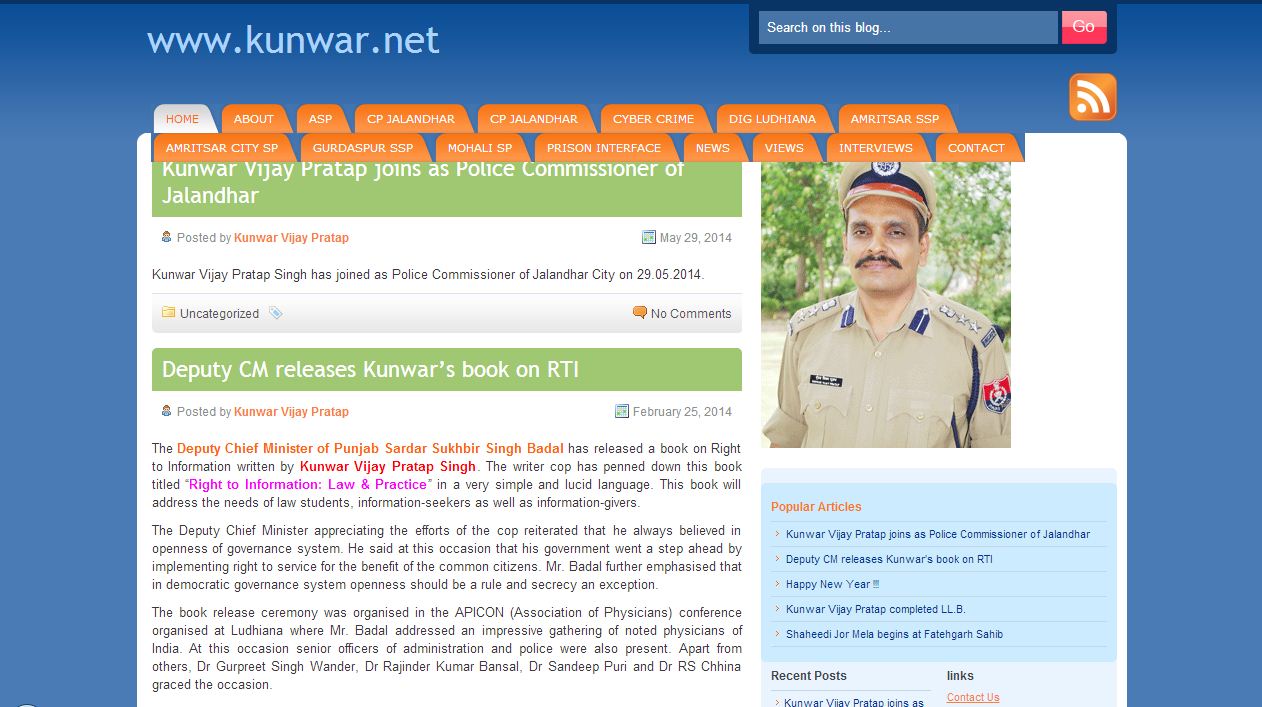 www.kunwar.net
Search on this blog...
Go
HOME
ABOUT
ASP
CP JALANDHAR
CP JALANDHAR
CYBER CRIME
DIG LUDHIANA
AMRITSAR SSP
AMRITSAR CITY SP
GURDASPUR SSP
MOHALI SP
PRISON INTERFACE
NEWS
VIEWS
INTERVIEWS
CONTACT
Kunwar Vijay Pratap joins as Police Commissioner of
Jalandhar
Posted by Kunwar Vijay Pratap
May 29, 2014
Kunwar Vijay Pratap Singh has joined as Police Commissioner of Jalandhar City on 29.05.2014.
Uncategorized
No Comments
Deputy CM releases Kunwar’s book on RTI
Posted by Kunwar Vijay Pratap
February 25, 2014
The Deputy Chief Minister of Punjab Sardar Sukhbir Singh Badal has released a book on Right
to Information written by Kunwar Vijay Pratap Singh. The writer cop has penned down this book
titled “Right to Information: Law & Practice” in a very simple and lucid language. This book will
address the needs of law students, information-seekers as well as information-givers.
The Deputy Chief Minister appreciating the efforts of the cop reiterated that he always believed in
openness of governance system. He said at this occasion that his government went a step ahead by
implementing right to service for the benefit of the common citizens. Mr. Badal further emphasised that
in democratic governance system openness should be a rule and secrecy an exception.
The book release ceremony was organised in the APICON (Association of Physicians) conference
organised at Ludhiana where Mr. Badal addressed an impressive gathering of noted physicians of
India. At this occasion senior officers of administration and police were also present. Apart from
others, Dr Gurpreet Singh Wander, Dr Rajinder Kumar Bansal, Dr Sandeep Puri and Dr RS Chhina
graced the occasion.
Popular Articles
Kunwar Vijay Pratap joins as Police Commissioner of Jalandhar
Deputy CM releases Kunwar’s book on RTI
Happy New Year !!!
Kunwar Vijay Pratap completed LL.B.
Shaheedi Jor Mela begins at Fatehgarh Sahib
Recent Posts
Kunwar Vijay Pratap joins as
links
Contact Us